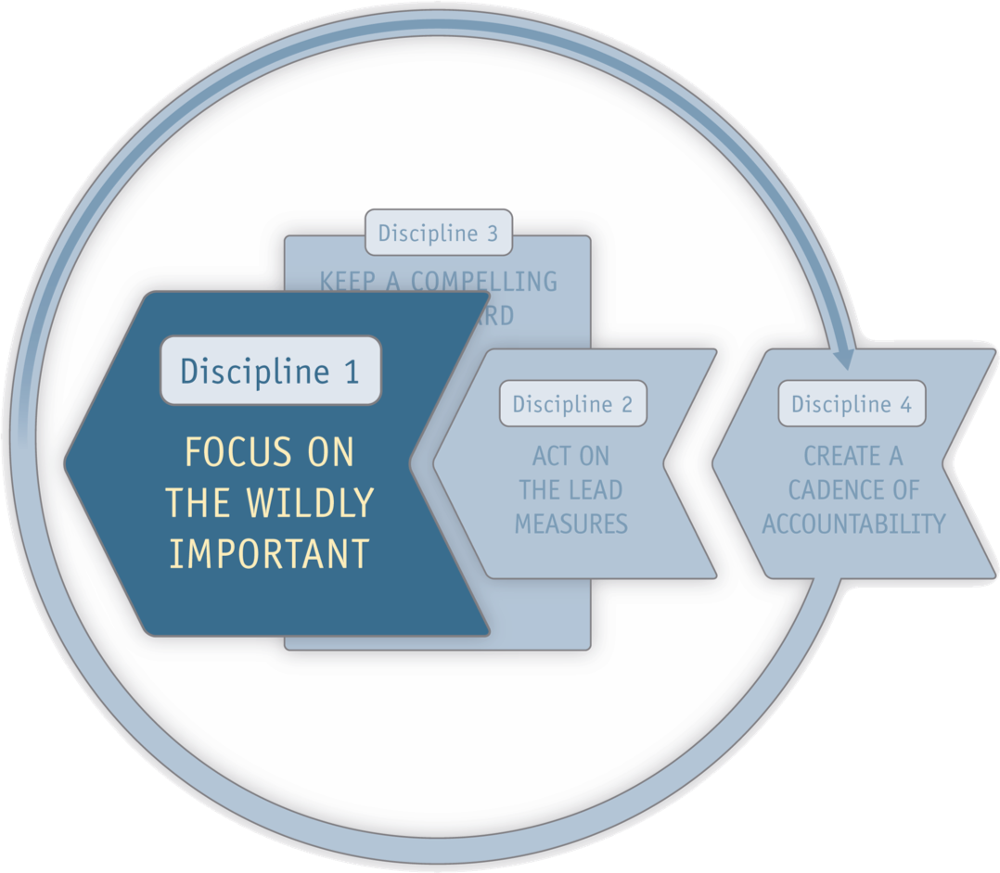 Discipline 3
KEEP A COMPELLING
Discipline 1
FOCUS ON
THE WILDLY
IMPORTANT
Discipline 2
ACT ON
THE LEAD
MEASURES
Discipline 4
CREATE A
CADENCE OF
ACCOUNTABILITY